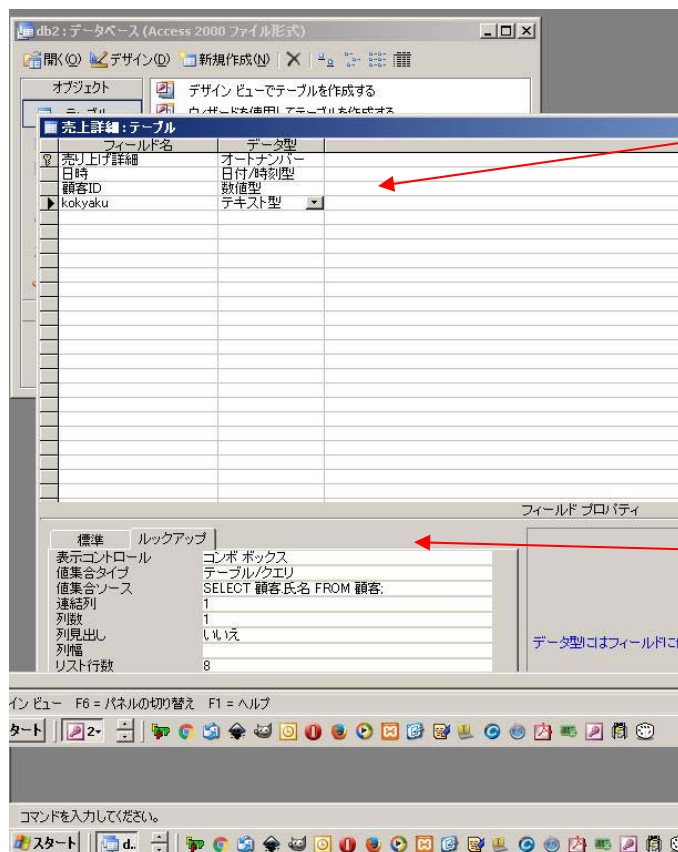 db2 : データベース (Access 2000 ファイル形式)
開く(O) デザイン(D) 新規作成(N)
オブジェクト
デザイン ビューでテーブルを作成する
売上詳細 : テーブル
フィールド名 データ型
売り上げ詳細 オートナンバー
日時 日付/時刻型
顧客ID 数値型
kokyaku テキスト型
フィールド プロパティ
標準 ルックアップ
表示コントロール コンボ ボックス
値集合タイプ テーブル/クエリ
値集合ソース SELECT 顧客.氏名 FROM 顧客;
連結列 1
列数 1
列見出し いいえ
列幅
リスト行数 8
データ型にはフィールドに
イン ビュー F6 = パネルの切り替え F1 = ヘルプ
タート 2
コマンドを入力してください。
スタート d..